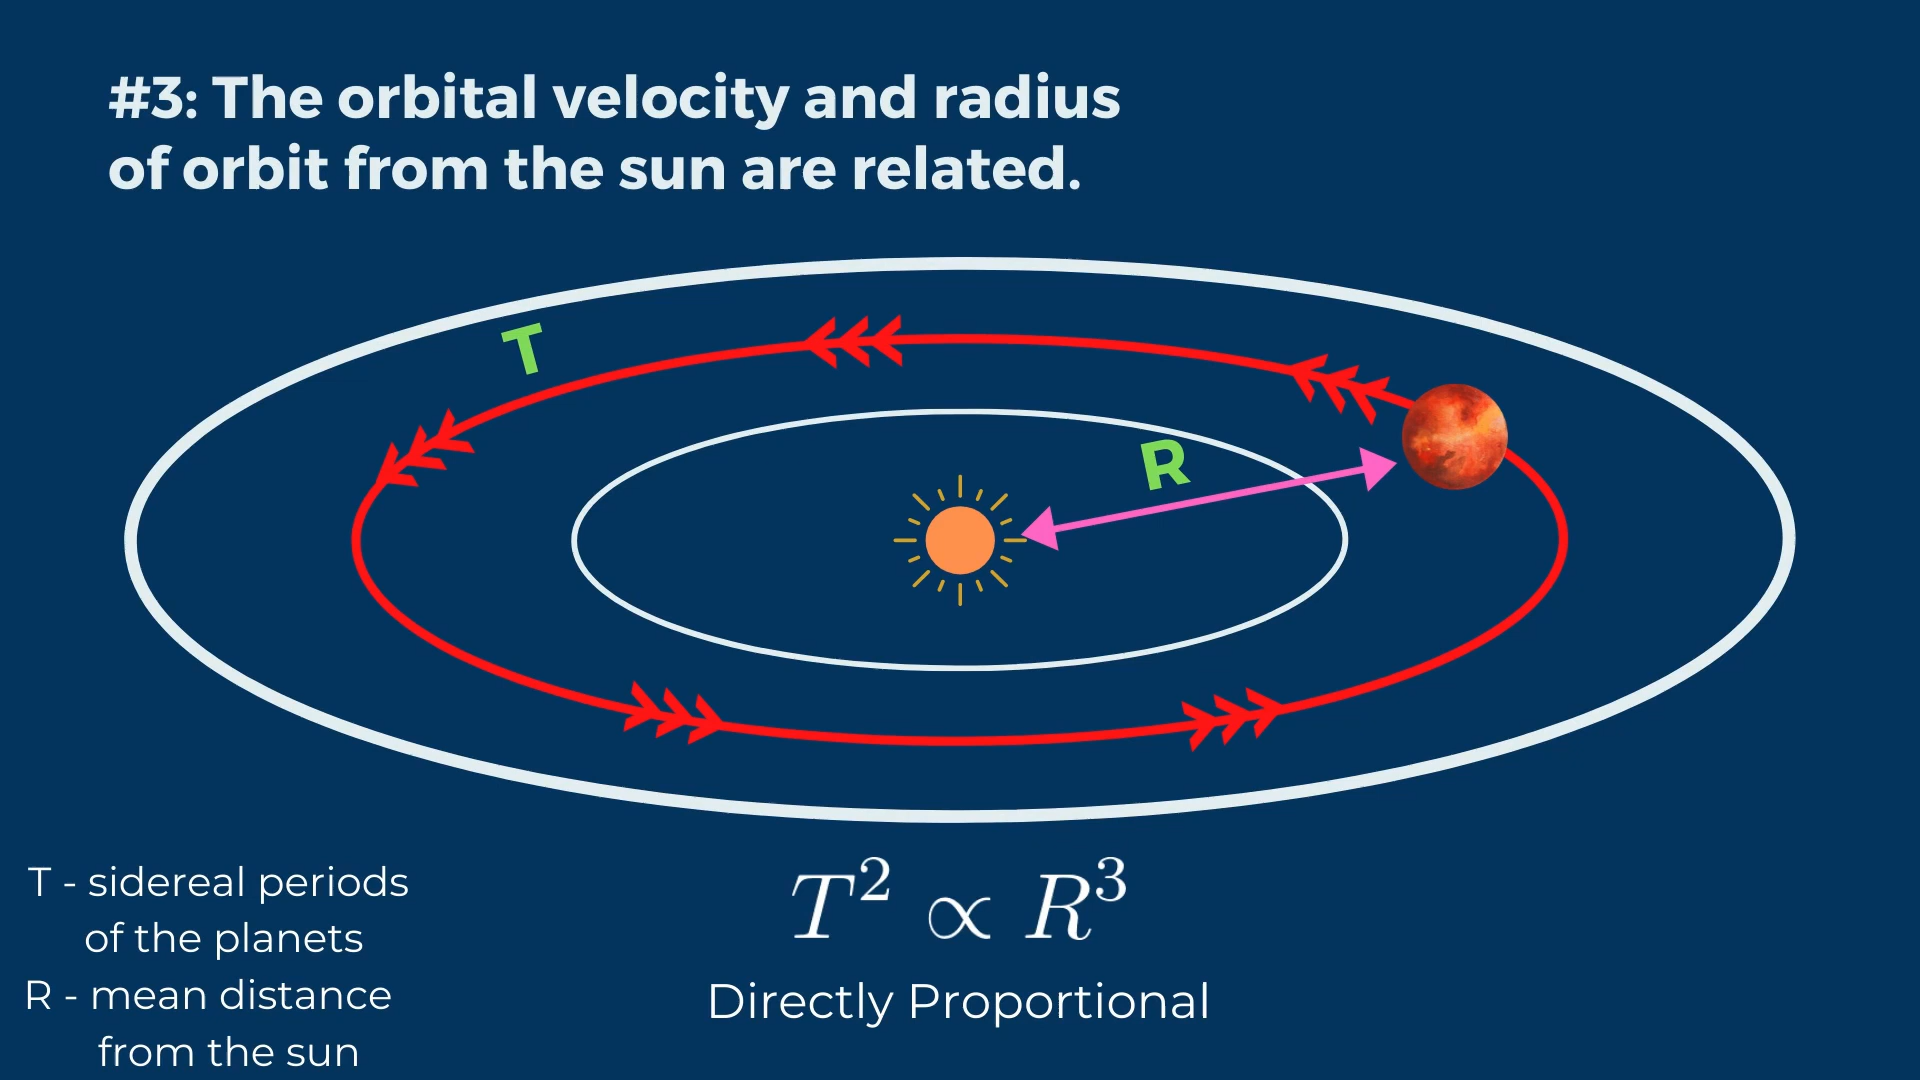 #3: The orbital velocity and radius
of orbit from the sun are related.
T
R
T² ∝ R³
Directly Proportional
T - sidereal periods
of the planets
R - mean distance
from the sun